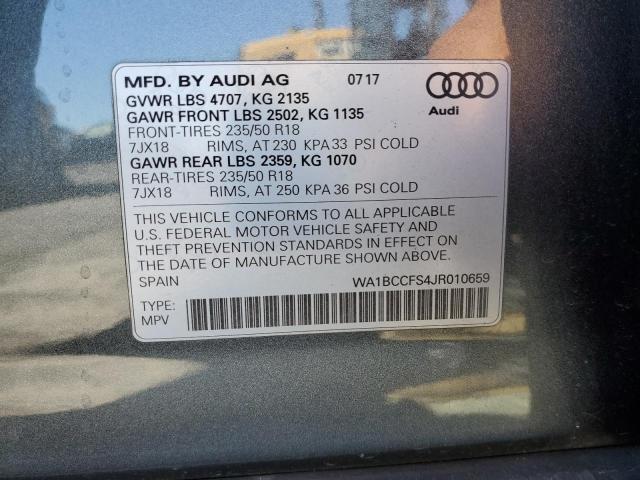 MFD. BY AUDI AG 07 17
GVWR LBS 4707, KG 2135
GAWR FRONT LBS 2502, KG 1135
FRONT-TIRES 235/50 R18
7JX18 RIMS, AT 230 KPA 33 PSI COLD
GAWR REAR LBS 2359, KG 1070
REAR-TIRES 235/50 R18
7JX18 RIMS, AT 250 KPA 36 PSI COLD
Audi
THIS VEHICLE CONFORMS TO ALL APPLICABLE
U.S. FEDERAL MOTOR VEHICLE SAFETY AND
THEFT PREVENTION STANDARDS IN EFFECT ON
THE DATE OF MANUFACTURE SHOWN ABOVE.
SPAIN WA1BCCFS4JR010659
TYPE:
MPV